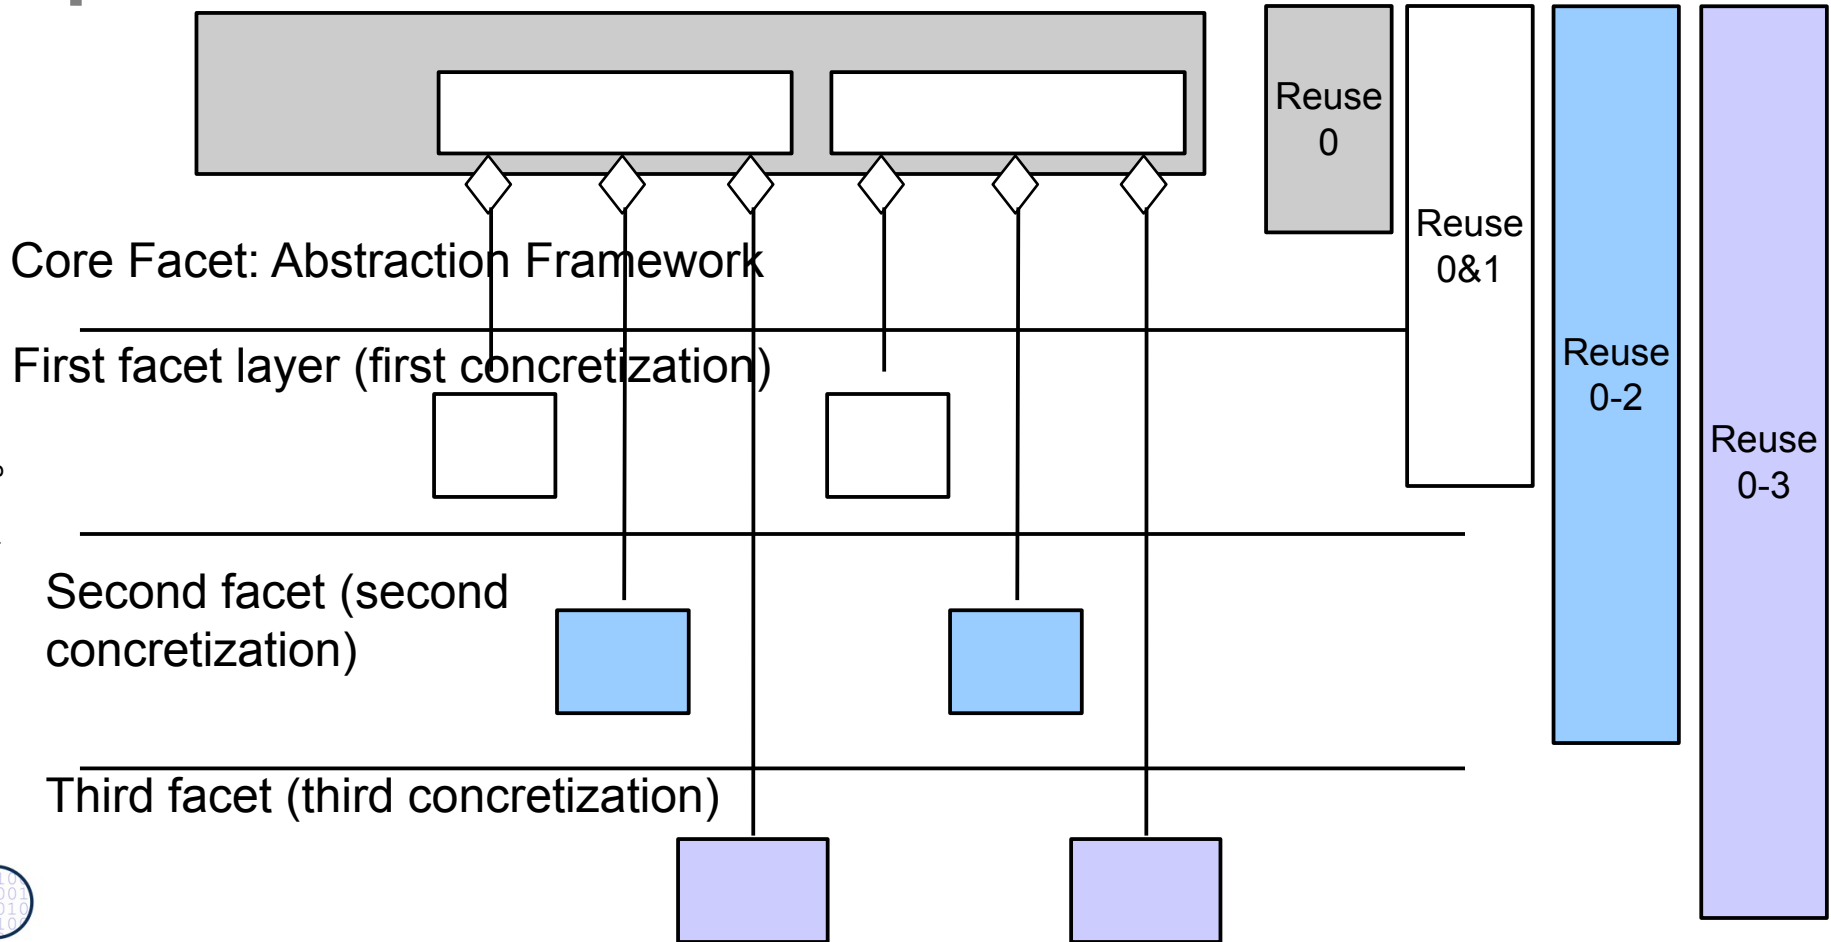 Reuse
0
Reuse
0&1
Core Facet: Abstraction Framework
First facet layer (first concretization)
Reuse
0-2
Reuse
0-3
Second facet (second
concretization)
Third facet (third concretization)